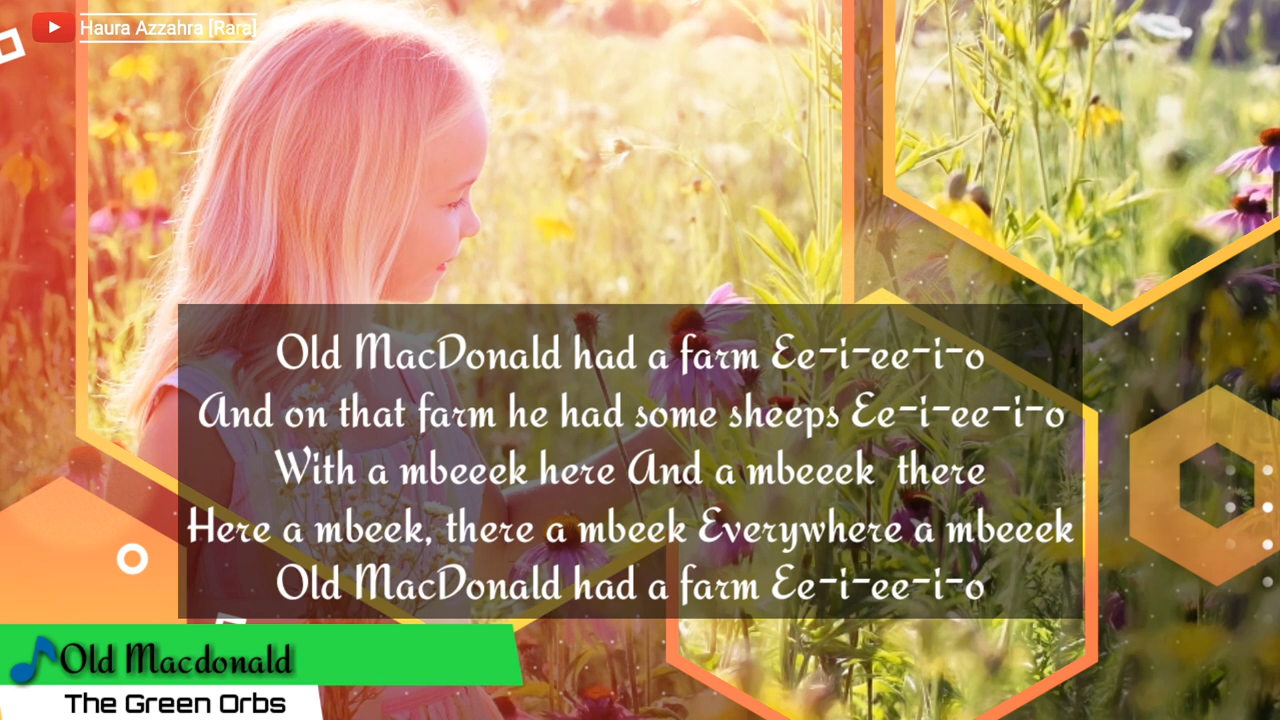 Haura Azzahra [Rara]
Old MacDonald had a farm Ee-i-ee-i-o
And on that farm he had some sheeps Ee-i-ee-i-o
With a mbeeek here And a mbeeek there
Here a mbeek, there a mbeek Everywhere a mbeeek
Old MacDonald had a farm Ee-i-ee-i-o
Old Macdonald
The Green Orbs